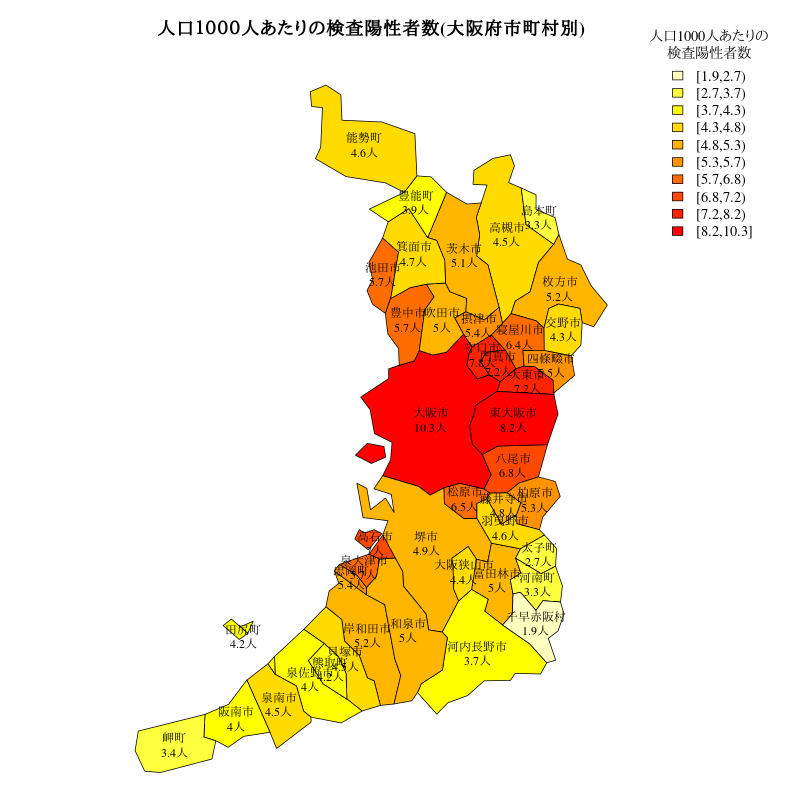 人口1000人あたりの検査陽性者数(大阪府市町村別)
人口1000人あたりの
検査陽性者数
[1.9,2.7)
[2.7,3.7)
[3.7,4.3)
[4.3,4.8)
[4.8,5.3)
[5.3,5.7)
[5.7,6.8)
[6.8,7.2)
[7.2,8.2)
[8.2,10.3]
能勢町
4.6人
豊能町
3.9人
島本町
3.3人
高槻市
4.5人
箕面市
4.7人
茨木市
5.1人
池田市
5.7人
枚方市
5.2人
豊中市
5.7人
吹田市
5人
摂津市
5.4人
交野市
4.3人
寝屋川市
6.4人
守口市
7.8人
門真市
7.2人
四條畷市
5.5人
大東市
7.2人
大阪市
10.3人
東大阪市
8.2人
八尾市
6.8人
松原市
6.5人
柏原市
5.3人
藤井寺市
4.8人
羽曳野市
4.6人
高石市
堺市
4.9人
太子町
2.7人
泉大津市
忠岡町
5.4人
大阪狭山市
4.4人
富田林市
5人
河南町
3.3人
千早赤阪村
1.9人
田尻町
4.2人
岸和田市
5.2人
和泉市
5人
河内長野市
3.7人
貝塚市
4.5人
熊取町
4.2人
泉佐野市
4人
泉南市
4.5人
阪南市
4人
岬町
3.4人